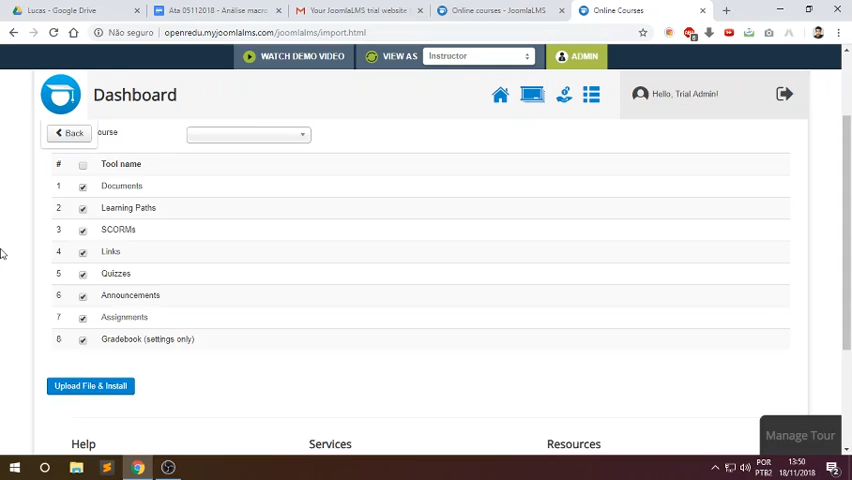 Lucas - Google Drive
Ata 05112018 - Análise macro
Your JoomlaLMS trial website
Online courses - JoomlaLMS
Online Courses
Não seguro
openredu.myjoomlalms.com/joomlalms/import.html
WATCH DEMO VIDEO
VIEW AS
Instructor
ADMIN
Dashboard
Hello, Trial Admin!
Back
ourse
# Tool name
1 Documents
2 Learning Paths
3 SCORMs
4 Links
5 Quizzes
6 Announcements
7 Assignments
8 Gradebook (settings only)
Upload File & Install
Manage Tour
Help
Services
Resources
POR
PTB2
13:50
18/11/2018